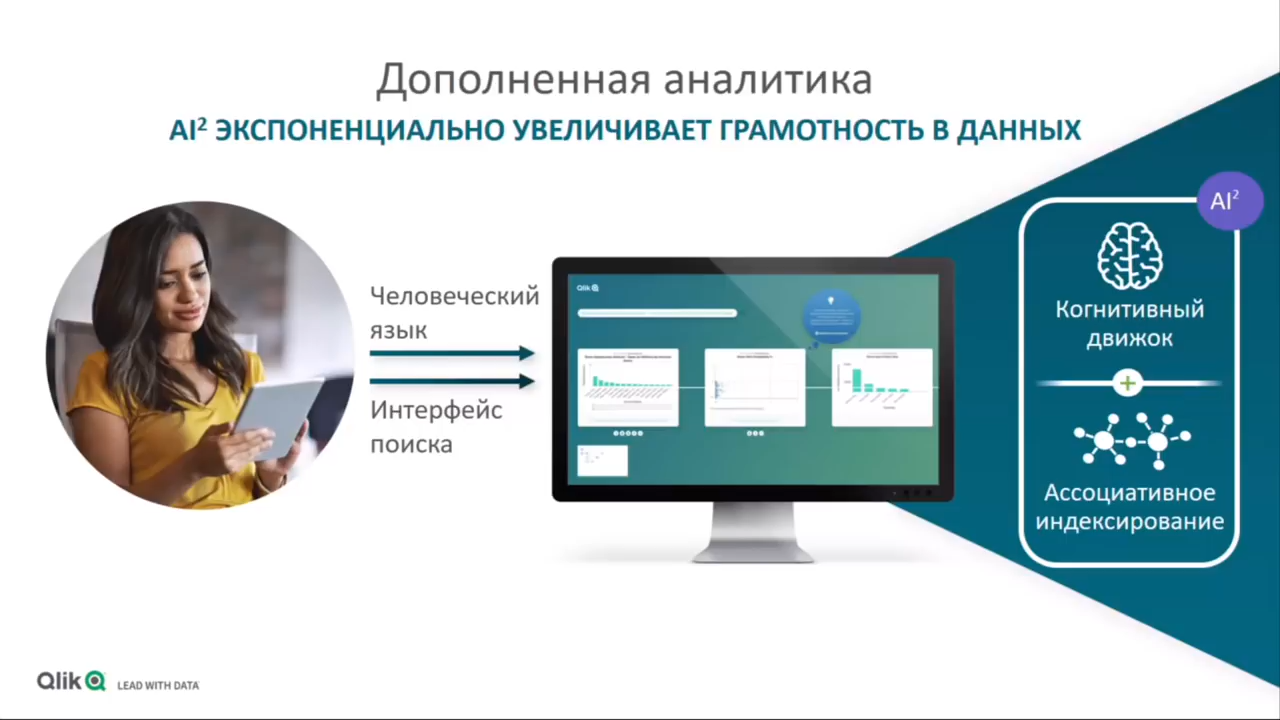 Дополненная аналитика
AI² ЭКСПОНЕНЦИАЛЬНО УВЕЛИЧИВАЕТ ГРАМОТНОСТЬ В ДАННЫХ
Человеческий
язык
Интерфейс
поиска
Qlik
AI²
Когнитивный
движок
Ассоциативное
индексирование
Qlik LEAD WITH DATA